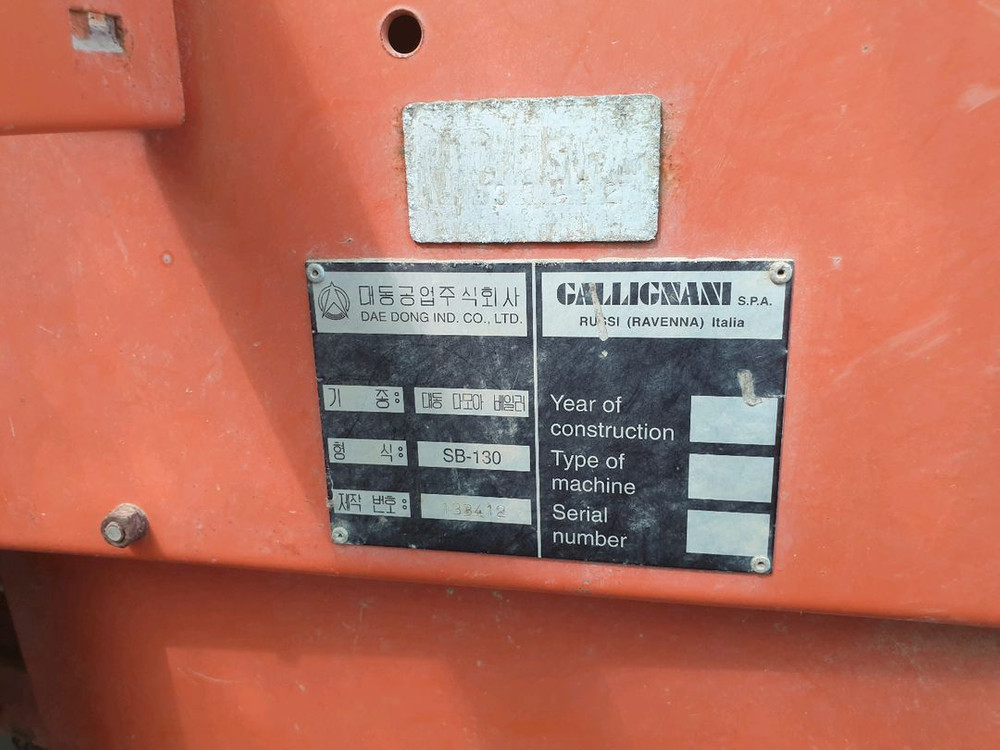 대동공업주식회사
DAE DONG IND. CO., LTD.
기 종: 대동 다모아 베일러
형 식: SB-130
제작 번호: 133412
GALLIGNANI S.P.A.
RUSSI (RAVENNA) Italia
Year of
construction
Type of
machine
Serial
number